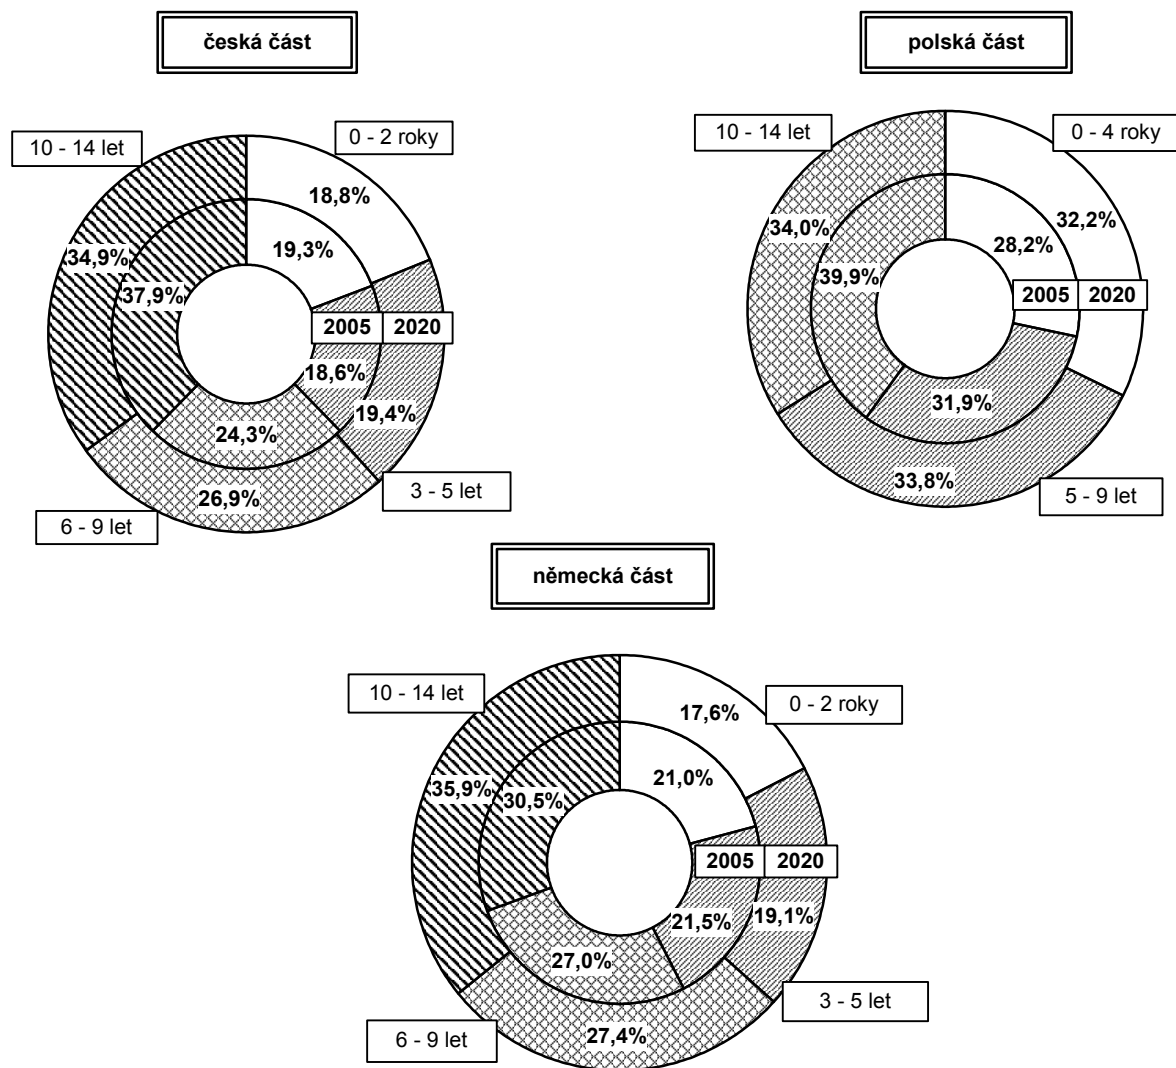 česká část
polská část
10 - 14 let
0 - 2 roky
18,8%
19,3%
34,9%
37,9%
2005
2020
18,6%
19,4%
24,3%
26,9%
3 - 5 let
6 - 9 let
10 - 14 let
0 - 4 roky
32,2%
34,0%
28,2%
39,9%
2005
2020
31,9%
33,8%
5 - 9 let
německá část
10 - 14 let
0 - 2 roky
17,6%
21,0%
35,9%
30,5%
2005
2020
21,5%
19,1%
27,0%
27,4%
3 - 5 let
6 - 9 let